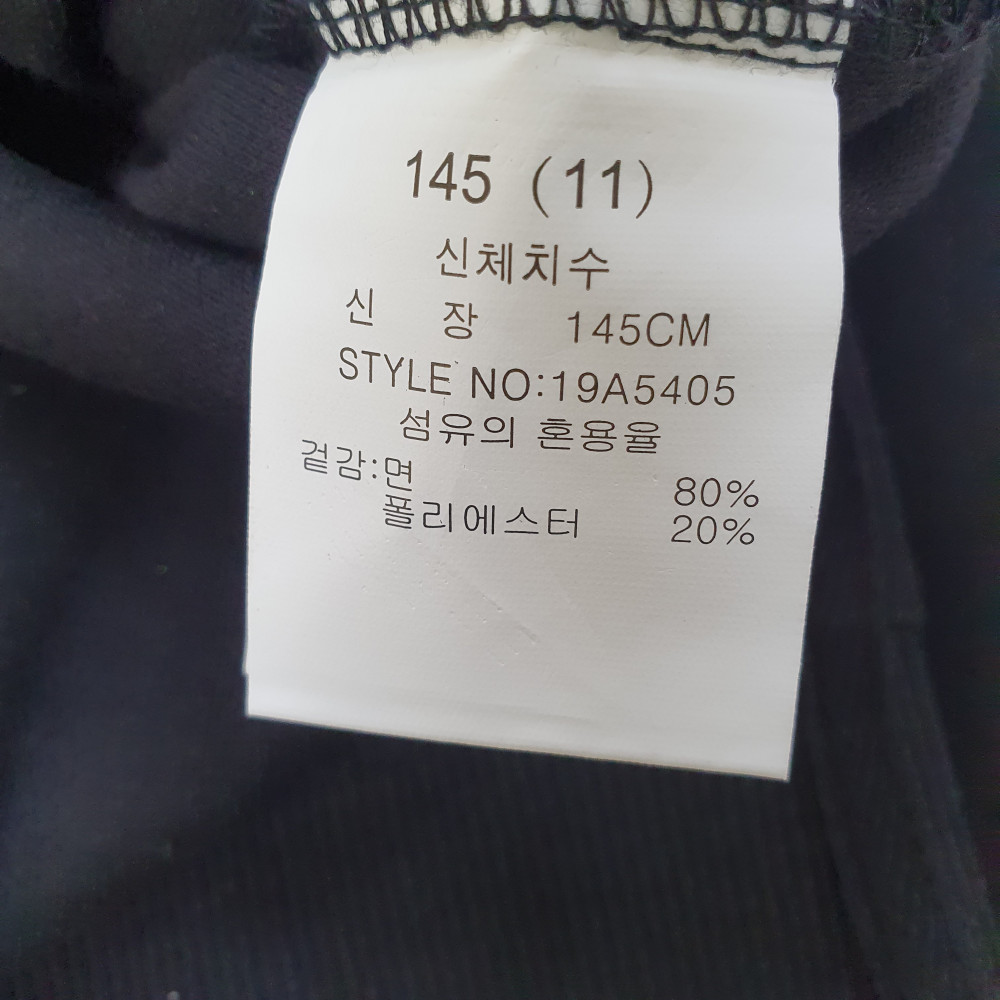 145 (11)
신체치수
신 장 145CM
STYLE NO:19A5405
섬유의 혼용율
겉감:면 80%
폴리에스터 20%